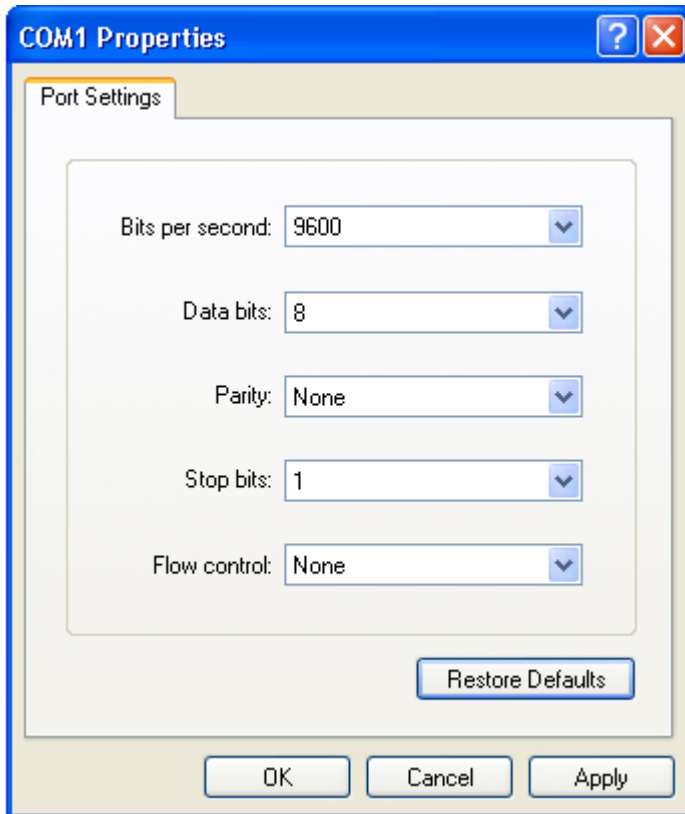 COM1 Properties
Port Settings
Bits per second: 9600
Data bits: 8
Parity: None
Stop bits: 1
Flow control: None
Restore Defaults
OK Cancel Apply